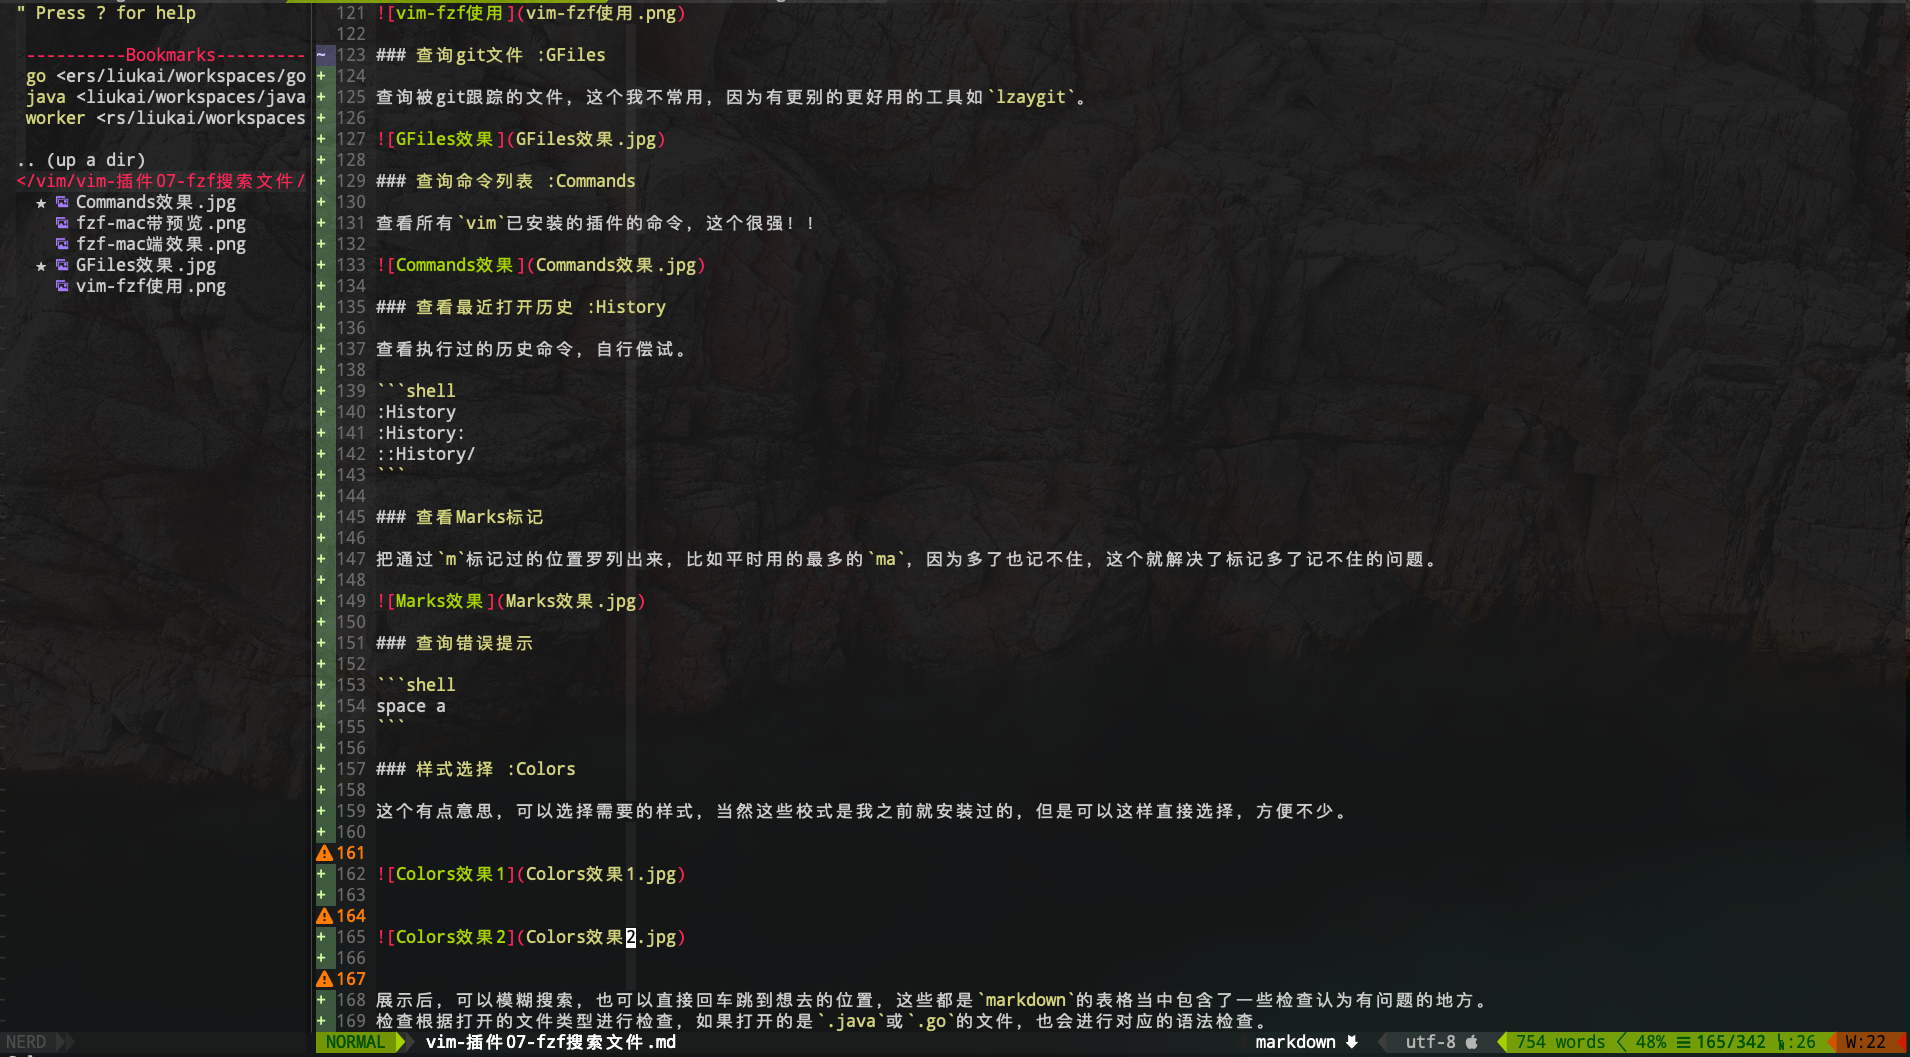 " Press ? for help
----------Bookmarks---------
go <ers/liukai/workspaces/go
java <liukai/workspaces/java
worker <rs/liukai/workspaces
.. (up a dir)
</vim/vim-插件07-fzf搜索文件/
★ Commands效果.jpg
fzf-mac带预览.png
fzf-mac端效果.png
★ GFiles效果.jpg
vim-fzf使用.png
NERD
121 ![vim-fzf使用](vim-fzf使用.png)
122
~ 123 ### 查询git文件 :GFiles
+ 124
+ 125 查询被git跟踪的文件，这个我不常用，因为有更别的更好用的工具如`lzaygit`。
+ 126
+ 127 ![GFiles效果](GFiles效果.jpg)
+ 128
+ 129 ### 查询命令列表 :Commands
+ 130
+ 131 查看所有`vim`已安装的插件的命令，这个很强！！
+ 132
+ 133 ![Commands效果](Commands效果.jpg)
+ 134
+ 135 ### 查看最近打开历史 :History
+ 136
+ 137 查看执行过的历史命令，自行偿试。
+ 138
+ 139 ```shell
+ 140 :History
+ 141 :History:
+ 142 ::History/
+ 143 ```
+ 144
+ 145 ### 查看Marks标记
+ 146
+ 147 把通过`m`标记过的位置罗列出来，比如平时用的最多的`ma`，因为多了也记不住，这个就解决了标记多了记不住的问题。
+ 148
+ 149 ![Marks效果](Marks效果.jpg)
+ 150
+ 151 ### 查询错误提示
+ 152
+ 153 ```shell
+ 154 space a
+ 155 ```
+ 156
+ 157 ### 样式选择 :Colors
+ 158
+ 159 这个有点意思，可以选择需要的样式，当然这些校式是我之前就安装过的，但是可以这样直接选择，方便不少。
+ 160
161
+ 162 ![Colors效果1](Colors效果1.jpg)
+ 163
164
+ 165 ![Colors效果2](Colors效果2.jpg)
+ 166
167
+ 168 展示后，可以模糊搜索，也可以直接回车跳到想去的位置，这些都是`markdown`的表格当中包含了一些检查认为有问题的地方。
+ 169 检查根据打开的文件类型进行检查，如果打开的是`.java`或`.go`的文件，也会进行对应的语法检查。
NORMAL vim-插件07-fzf搜索文件.md markdown utf-8 754 words 48% ☰ 165/342 :26 W:22